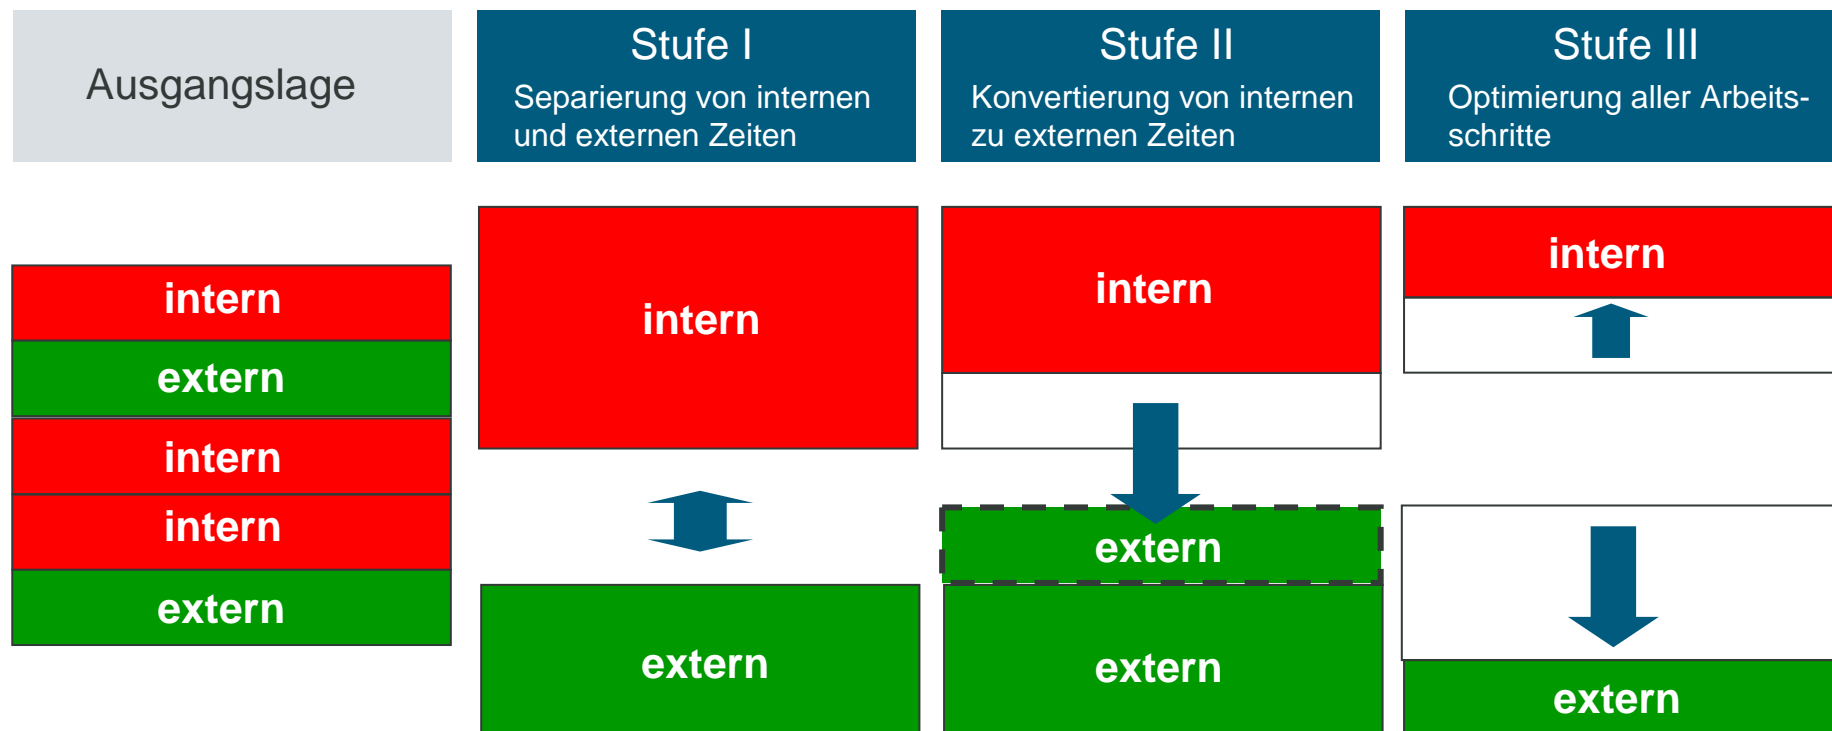 Ausgangslage
intern
extern
intern
intern
extern
Stufe I
Separierung von internen
und externen Zeiten
intern
extern
Stufe II
Konvertierung von internen
zu externen Zeiten
intern
extern
extern
Stufe III
Optimierung aller Arbeits-
schritte
intern
extern